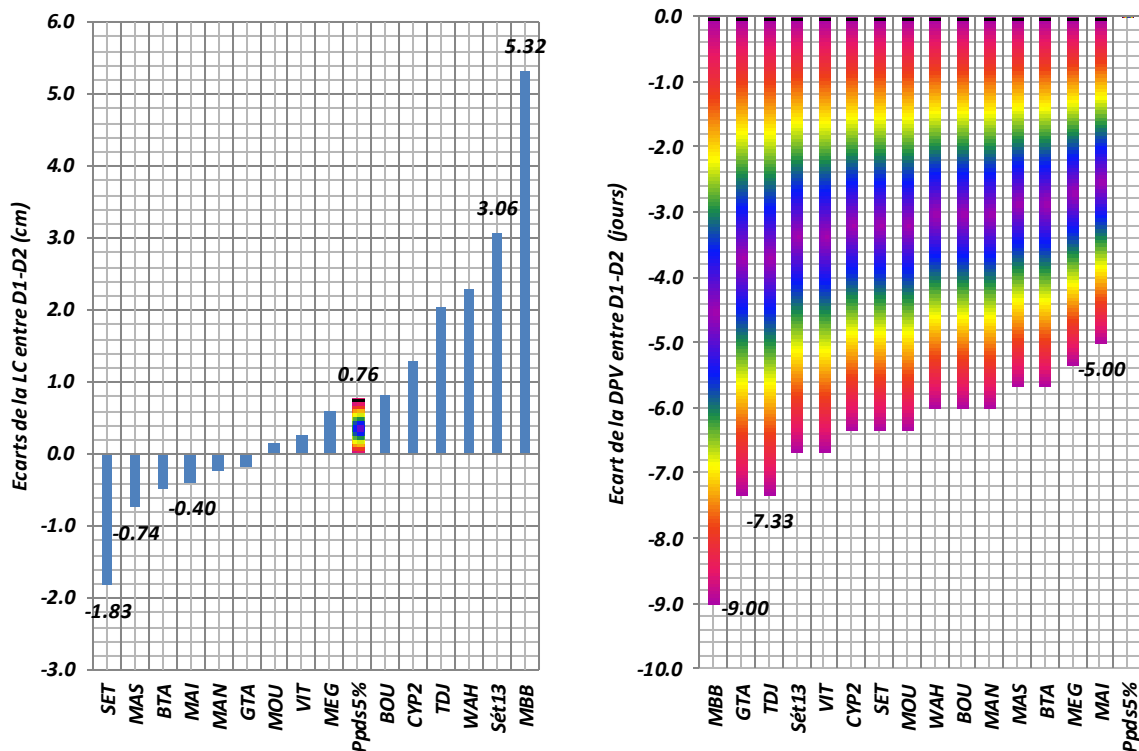 Ecarts de la LC entre D1-D2 (cm)
6.0
5.0
4.0
3.0
2.0
1.0
0.0
-1.0
-2.0
-3.0
-1.83
-0.74
-0.40
0.76
3.06
5.32
SET
MAS
BTA
MAI
MAN
GTA
MOU
VIT
MEG
Ppds5%
BOU
CYP2
TDJ
WAH
Sét13
MBB
Ecart de la DPV entre D1-D2 (jours)
0.0
-1.0
-2.0
-3.0
-4.0
-5.0
-6.0
-7.0
-8.0
-9.0
-10.0
-9.00
-7.33
-5.00
MBB
GTA
TDJ
Sét13
VIT
CYP2
SET
MOU
WAH
BOU
MAN
MAS
BTA
MEG
MAI
Ppds5%